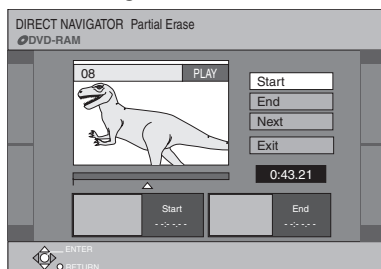 DIRECT NAVIGATOR Partial Erase
DVD-RAM
08 PLAY
Start
End
Next
Exit
0:43.21
Start End
--:--.-- --:--.--
ENTER
RETURN